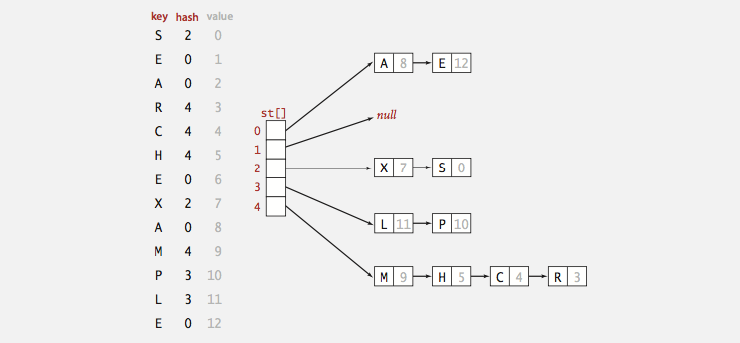 key hash value
S 2 0
E 0 1
A 0 2
R 4 3
C 4 4
H 4 5
E 0 6
X 2 7
A 0 8
M 4 9
P 3 10
L 3 11
E 0 12
st[]
0
1
2
3
4
A 8 E 12
null
X 7 S 0
L 11 P 10
M 9 H 5 C 4 R 3